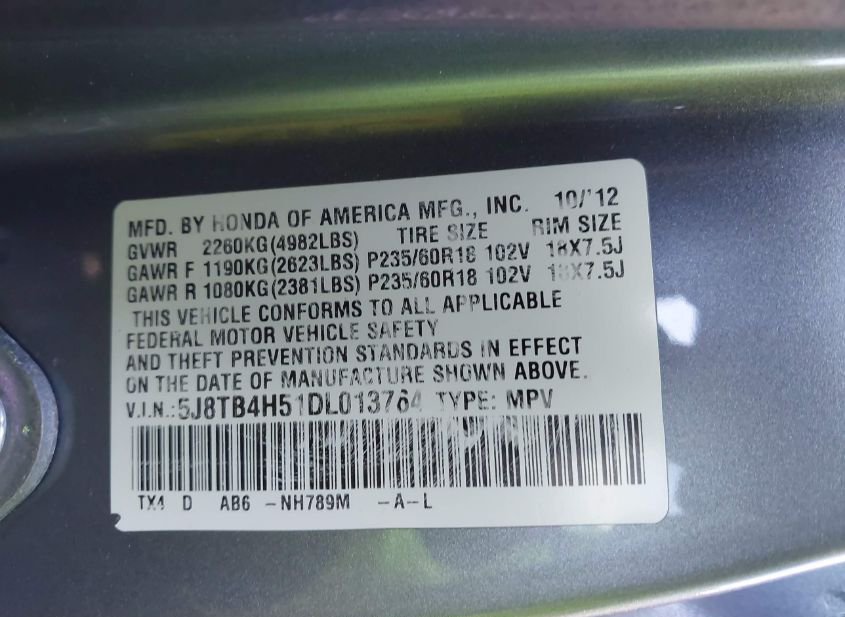 MFD. BY HONDA OF AMERICA MFG., INC. 10/'12
GVWR 2260KG(4982LBS) TIRE SIZE RIM SIZE
GAWR F 1190KG(2623LBS) P235/60R18 102V 18X7.5J
GAWR R 1080KG(2381LBS) P235/60R18 102V 18X7.5J
THIS VEHICLE CONFORMS TO ALL APPLICABLE
FEDERAL MOTOR VEHICLE SAFETY
AND THEFT PREVENTION STANDARDS IN EFFECT
ON THE DATE OF MANUFACTURE SHOWN ABOVE.
V.I.N.:5J8TB4H51DL013764 TYPE: MPV
TX4 D AB6 -NH789M -A-L